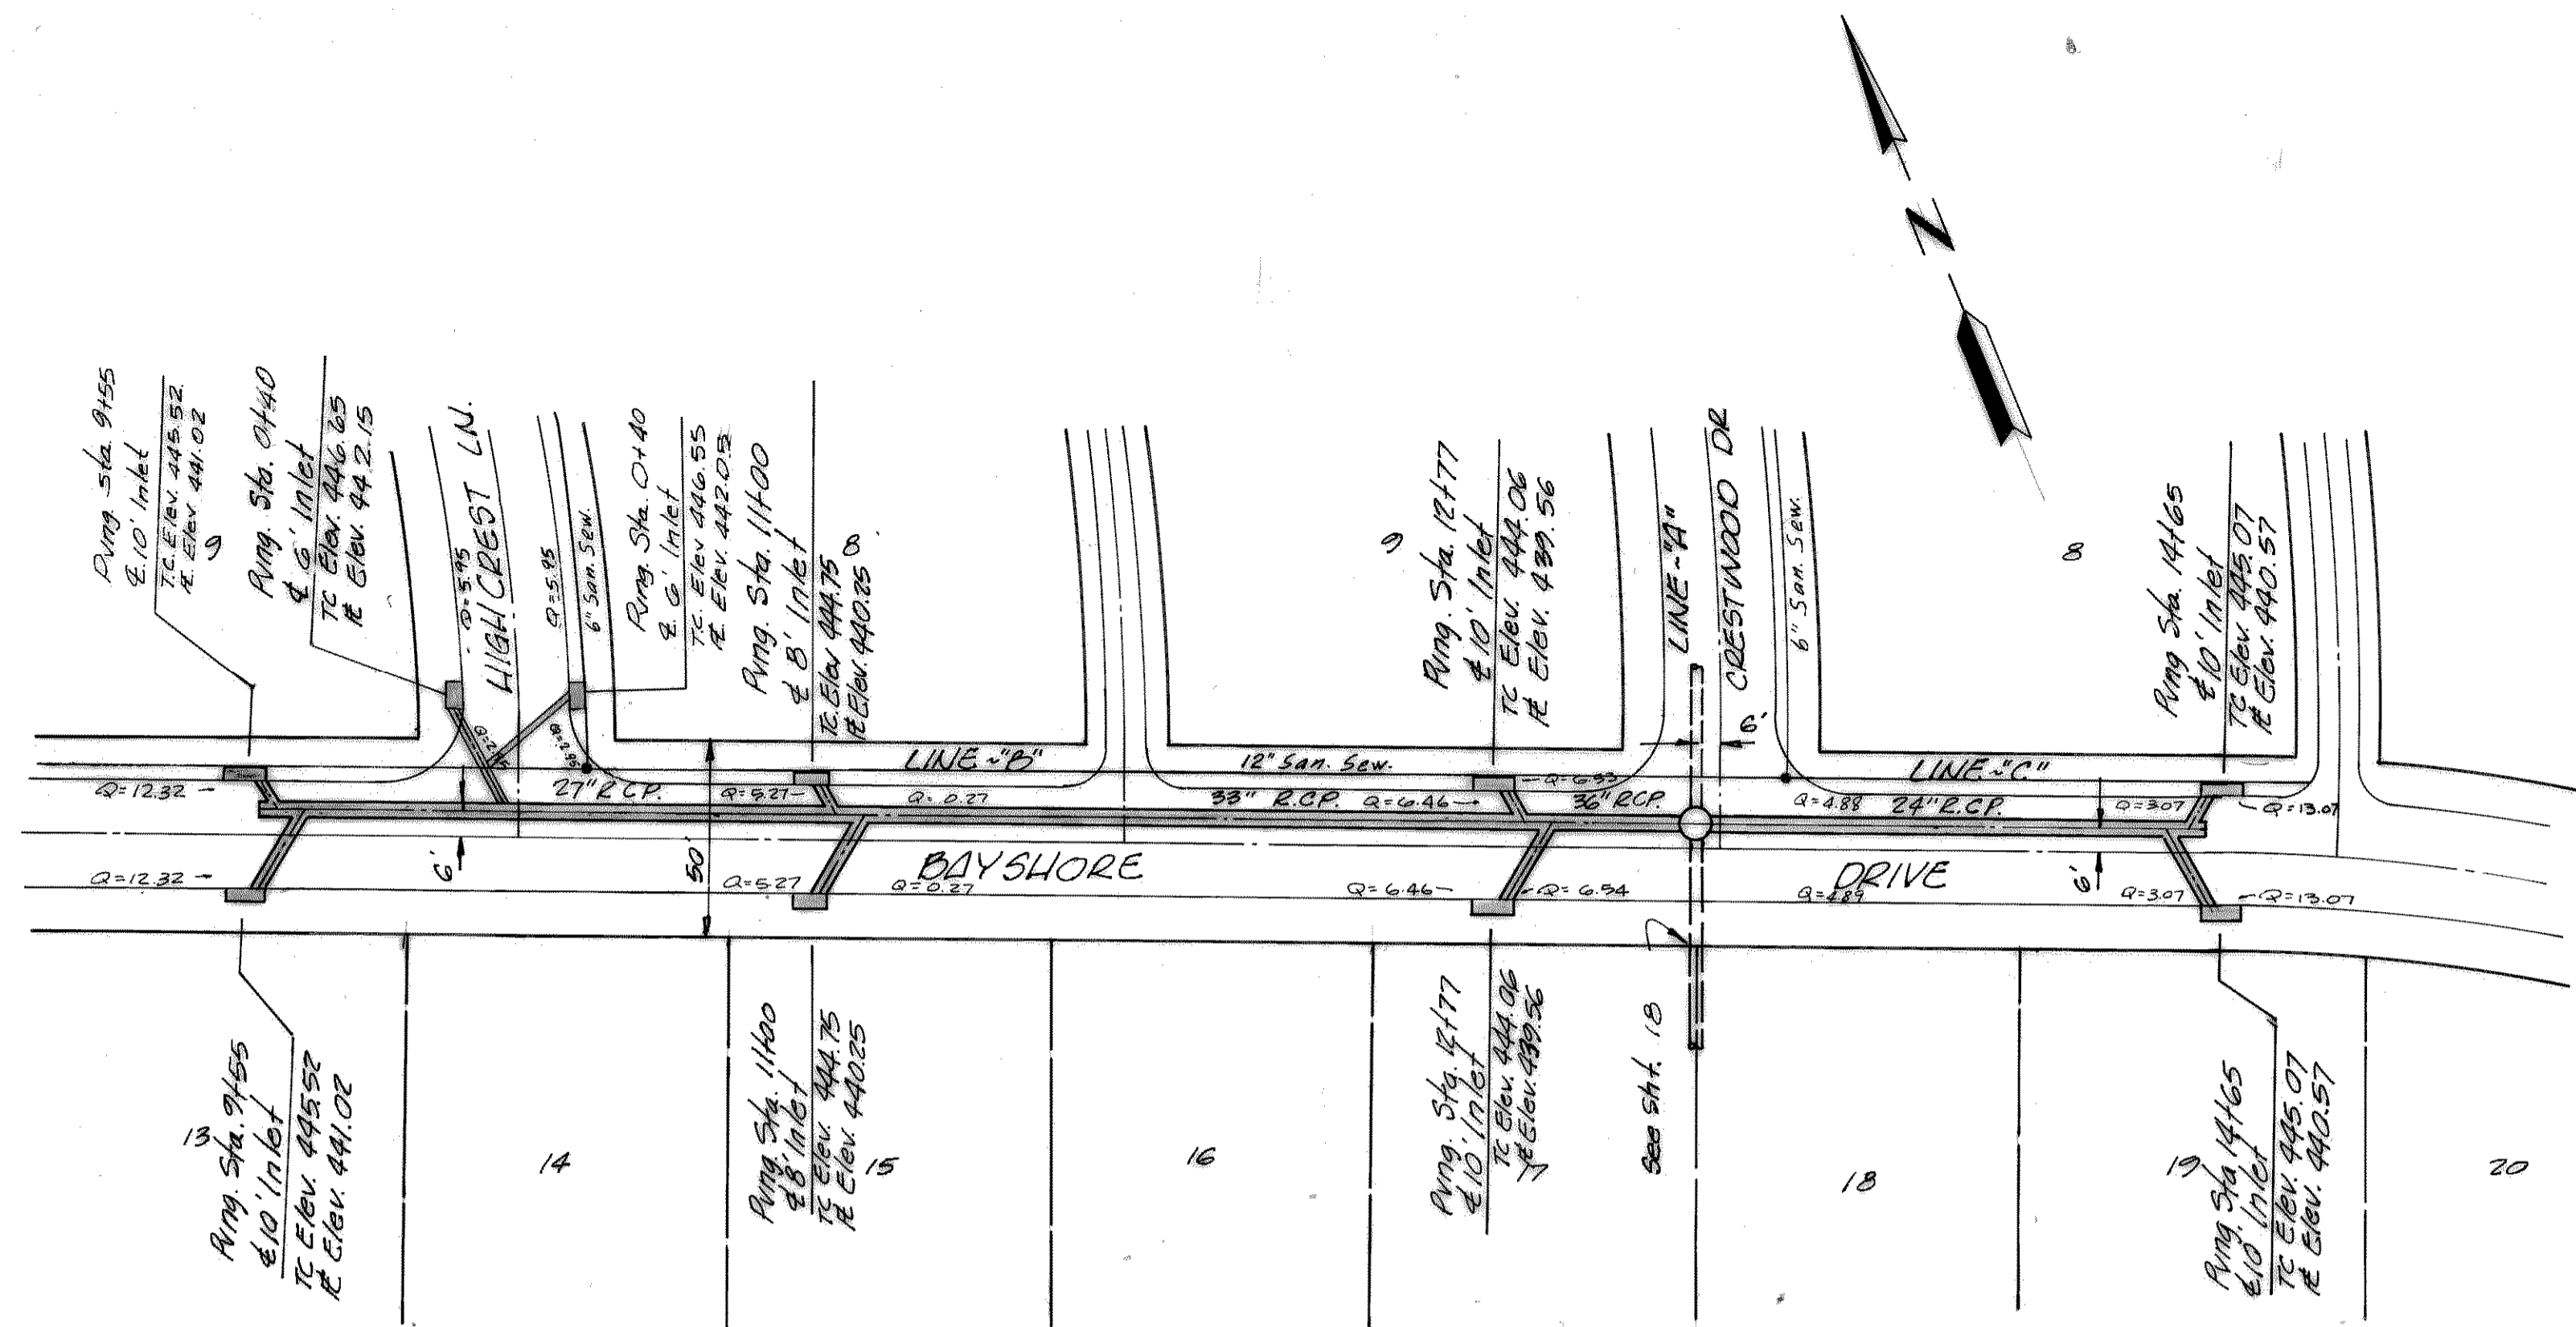 N
Pvmg. Sta. 9+55
℄ 10' Inlet
T.C. Elev. 445.52
℄ Elev. 441.02
9
Pvmg. Sta. 0+40
℄ 6' Inlet
TC Elev. 446.65
℄ Elev. 442.15
Q=5.95
HIGHCREST LN.
Q=5.95
6" San. Sew.
Pvmg. Sta. 0+40
℄ 6' Inlet
T.C. Elev 446.55
℄ Elev. 442.05
Pvmg. Sta. 11+00
℄ 8' Inlet
TC. Elev 444.75
℄ Elev. 440.25
8
9
Pvmg. Sta. 12+77
℄ 10' Inlet
TC Elev. 444.06
℄ Elev. 439.56
LINE~"A"
CRESTWOOD DR
6" San. Sew.
8
Pvmg Sta. 14+65
℄ 10' Inlet
TC Elev. 445.07
℄ Elev. 440.57
6'
LINE~"B"
12" San. Sew.
LINE~"C"
Q=12.32
27" R.C.P.
Q=5.27
Q=0.27
33" R.C.P.
Q=6.46
Q=6.53
36" RCP.
Q=4.88
24" R.C.P.
Q=3.07
Q=13.07
6'
50'
BAYSHORE
DRIVE
6'
Q=12.32
Q=5.27
Q=0.27
Q=6.46
Q=6.54
Q=4.89
Q=3.07
Q=13.07
See sht. 18
13
Pvmg. Sta. 9+55
℄ 10' Inlet
TC Elev. 445.52
℄ Elev. 441.02
14
Pvmg. Sta. 11+00
℄ 8' Inlet
TC Elev. 444.75
℄ Elev. 440.25
15
16
Pvmg. Sta. 12+77
℄ 10' Inlet
TC Elev. 444.06
℄ Elev. 439.56
18
19
Pvmg Sta 14+65
℄ 10' Inlet
TC Elev. 445.07
℄ Elev. 440.57
20